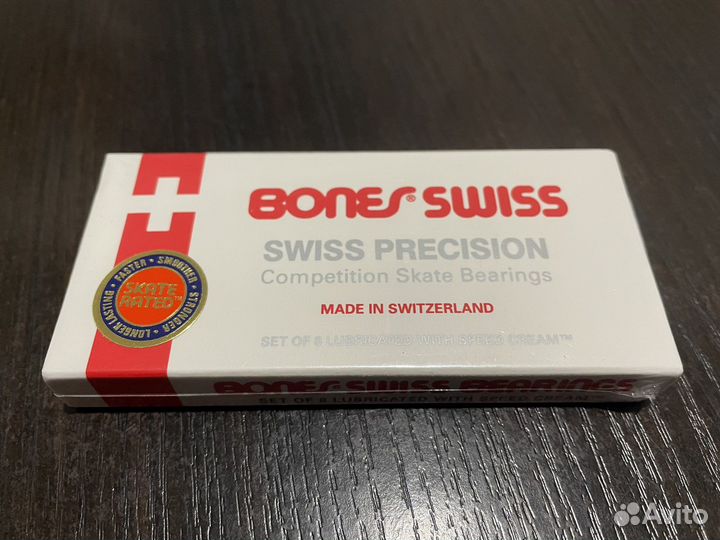 BONES® SWISS
SWISS PRECISION
Competition Skate Bearings
MADE IN SWITZERLAND
SET OF 8 LUBRICATED WITH SPEED CREAM™
FASTER • SMOOTHER • STRONGER • LONGER LASTING •
SKATE
RATED™
BONES SWISS BEARINGS
SET OF 8 LUBRICATED WITH SPEED CREAM™
Avito